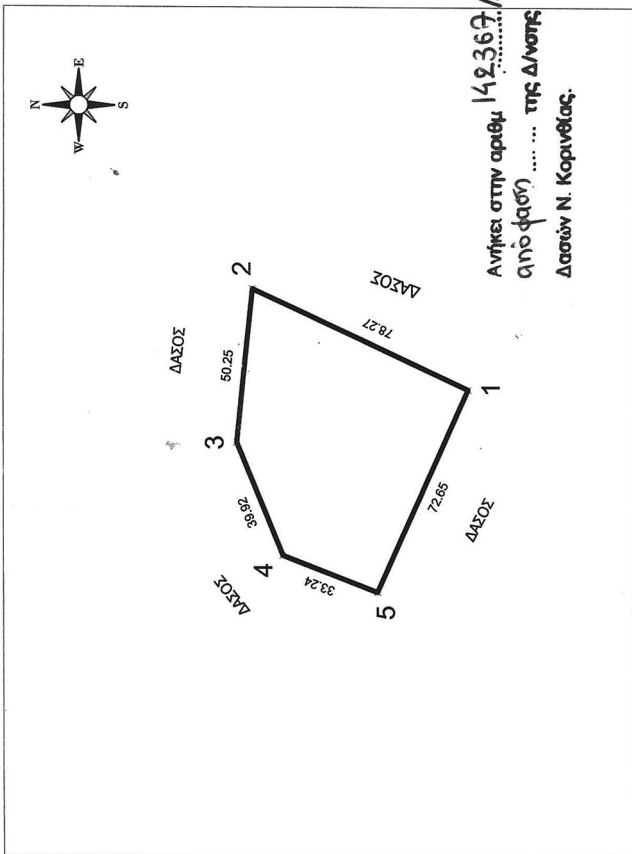 N
W E
S
Ανήκει στην αριθμ 142367/
απόφαση ..... ... της Δ/νσης
Δασών Ν. Κορινθίας.
ΔΑΣΟΣ
3 50.25 2
39.92
4
ΔΑΣΟΣ
ΔΑΣΟΣ
78.27
33.24
5
72.65
1
ΔΑΣΟΣ